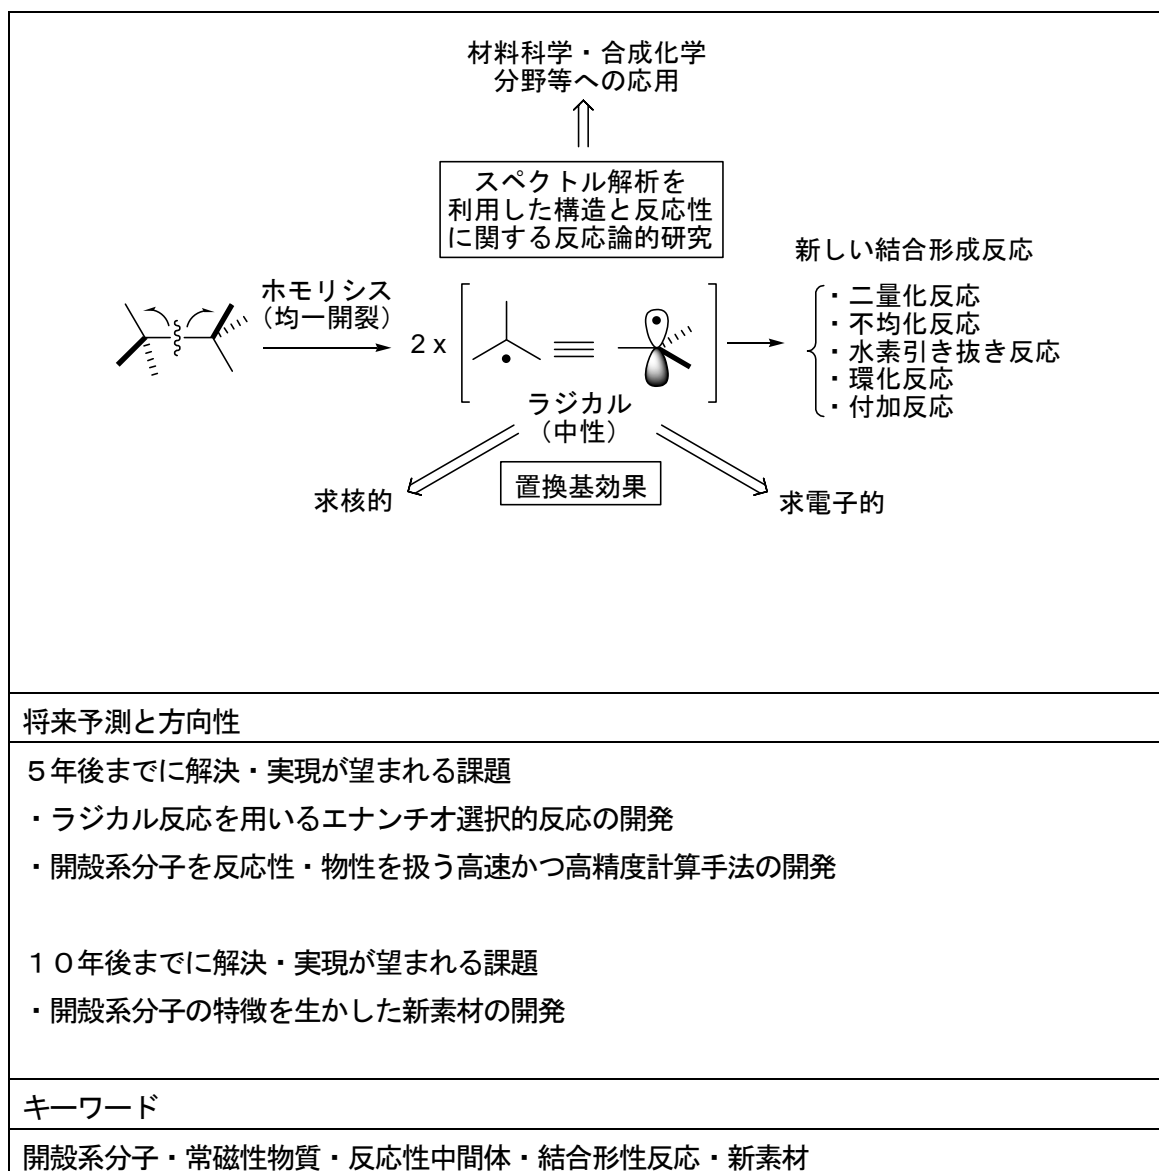 材料科学・合成化学
分野等への応用
スペクトル解析を
利用した構造と反応性
に関する反応論的研究
新しい結合形成反応
ホモリシス
(均一開裂)
2 x
・二量化反応
・不均化反応
・水素引き抜き反応
・環化反応
・付加反応
ラジカル
(中性)
置換基効果
求核的
求電子的
将来予測と方向性
5年後までに解決・実現が望まれる課題
・ラジカル反応を用いるエナンチオ選択的反応の開発
・開殻系分子を反応性・物性を扱う高速かつ高精度計算手法の開発
10年後までに解決・実現が望まれる課題
・開殻系分子の特徴を生かした新素材の開発
キーワード
開殻系分子・常磁性物質・反応性中間体・結合形性反応・新素材